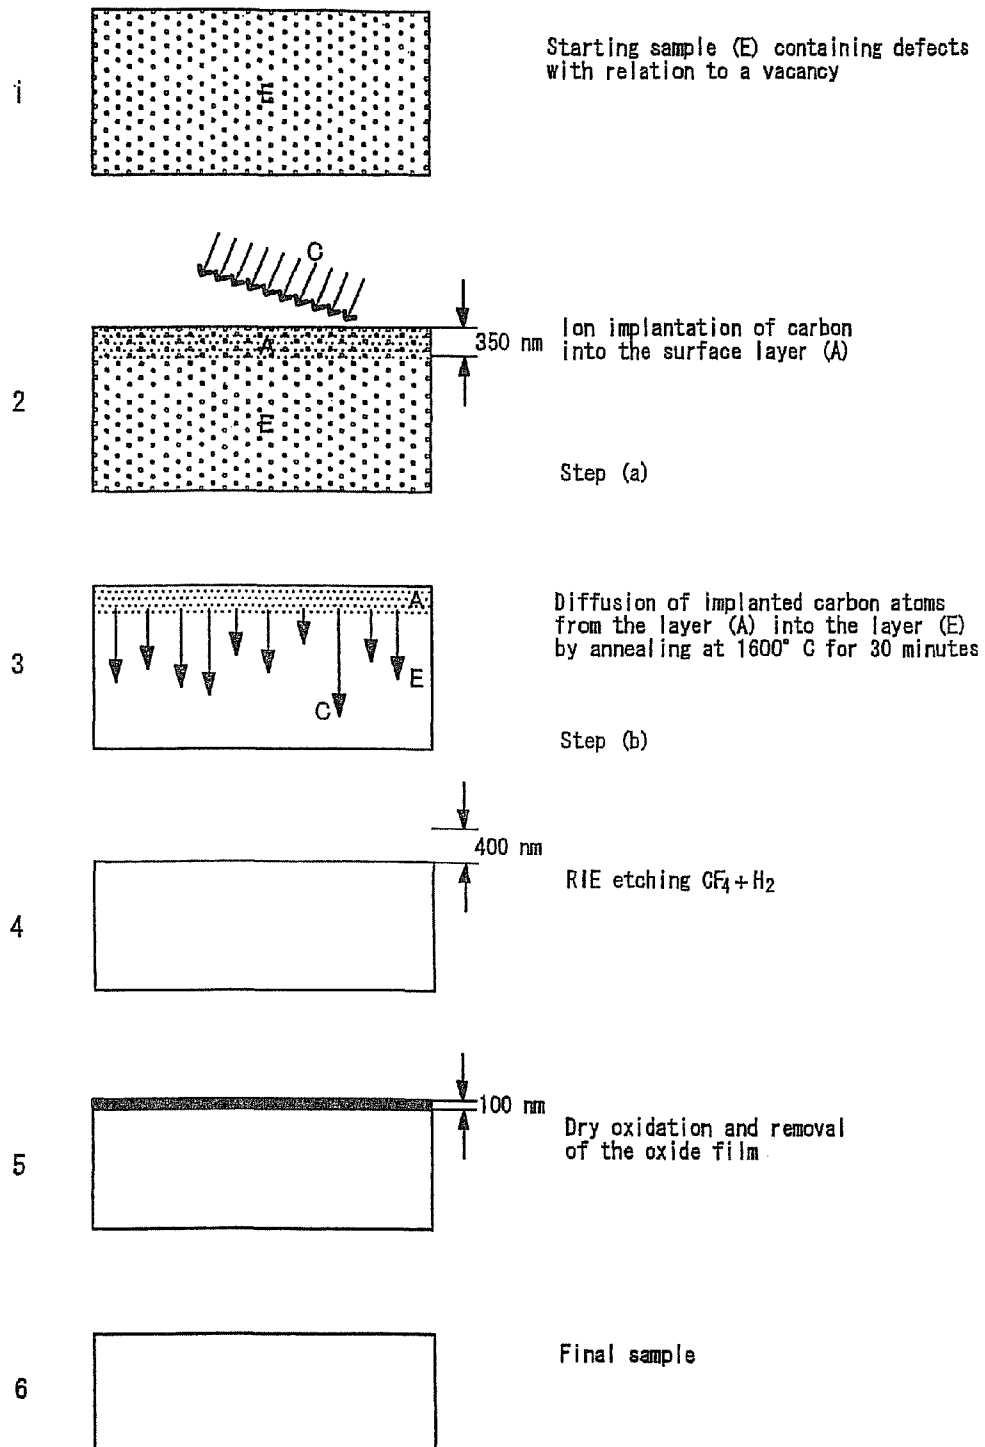 1
E
Starting sample (E) containing defects
with relation to a vacancy
C
A
350 nm
Ion implantation of carbon
into the surface layer (A)
2
E
Step (a)
A
Diffusion of implanted carbon atoms
from the layer (A) into the layer (E)
by annealing at 1600° C for 30 minutes
3
E
C
Step (b)
400 nm
RIE etching CF₄+H₂
4
100 nm
Dry oxidation and removal
of the oxide film
5
Final sample
6